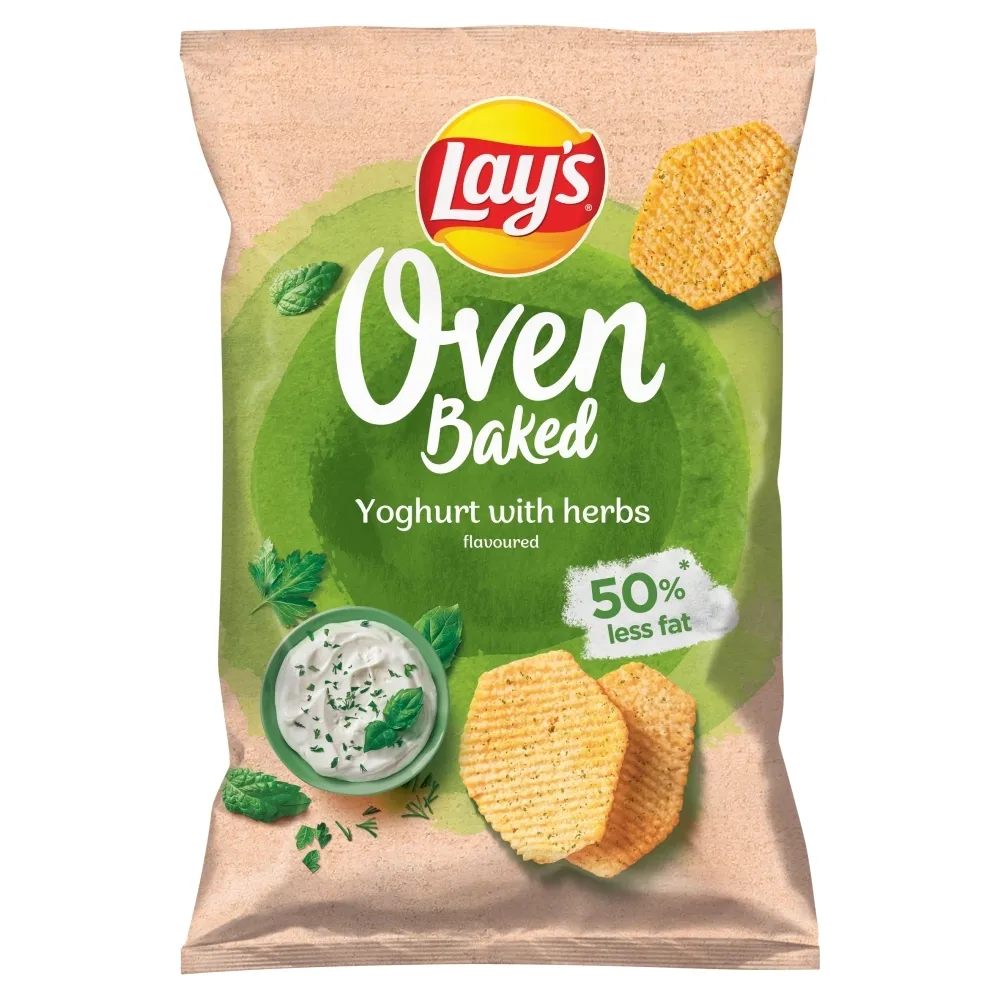 Lay's®
Oven
Baked
Yoghurt with herbs
flavoured
50%*
less fat